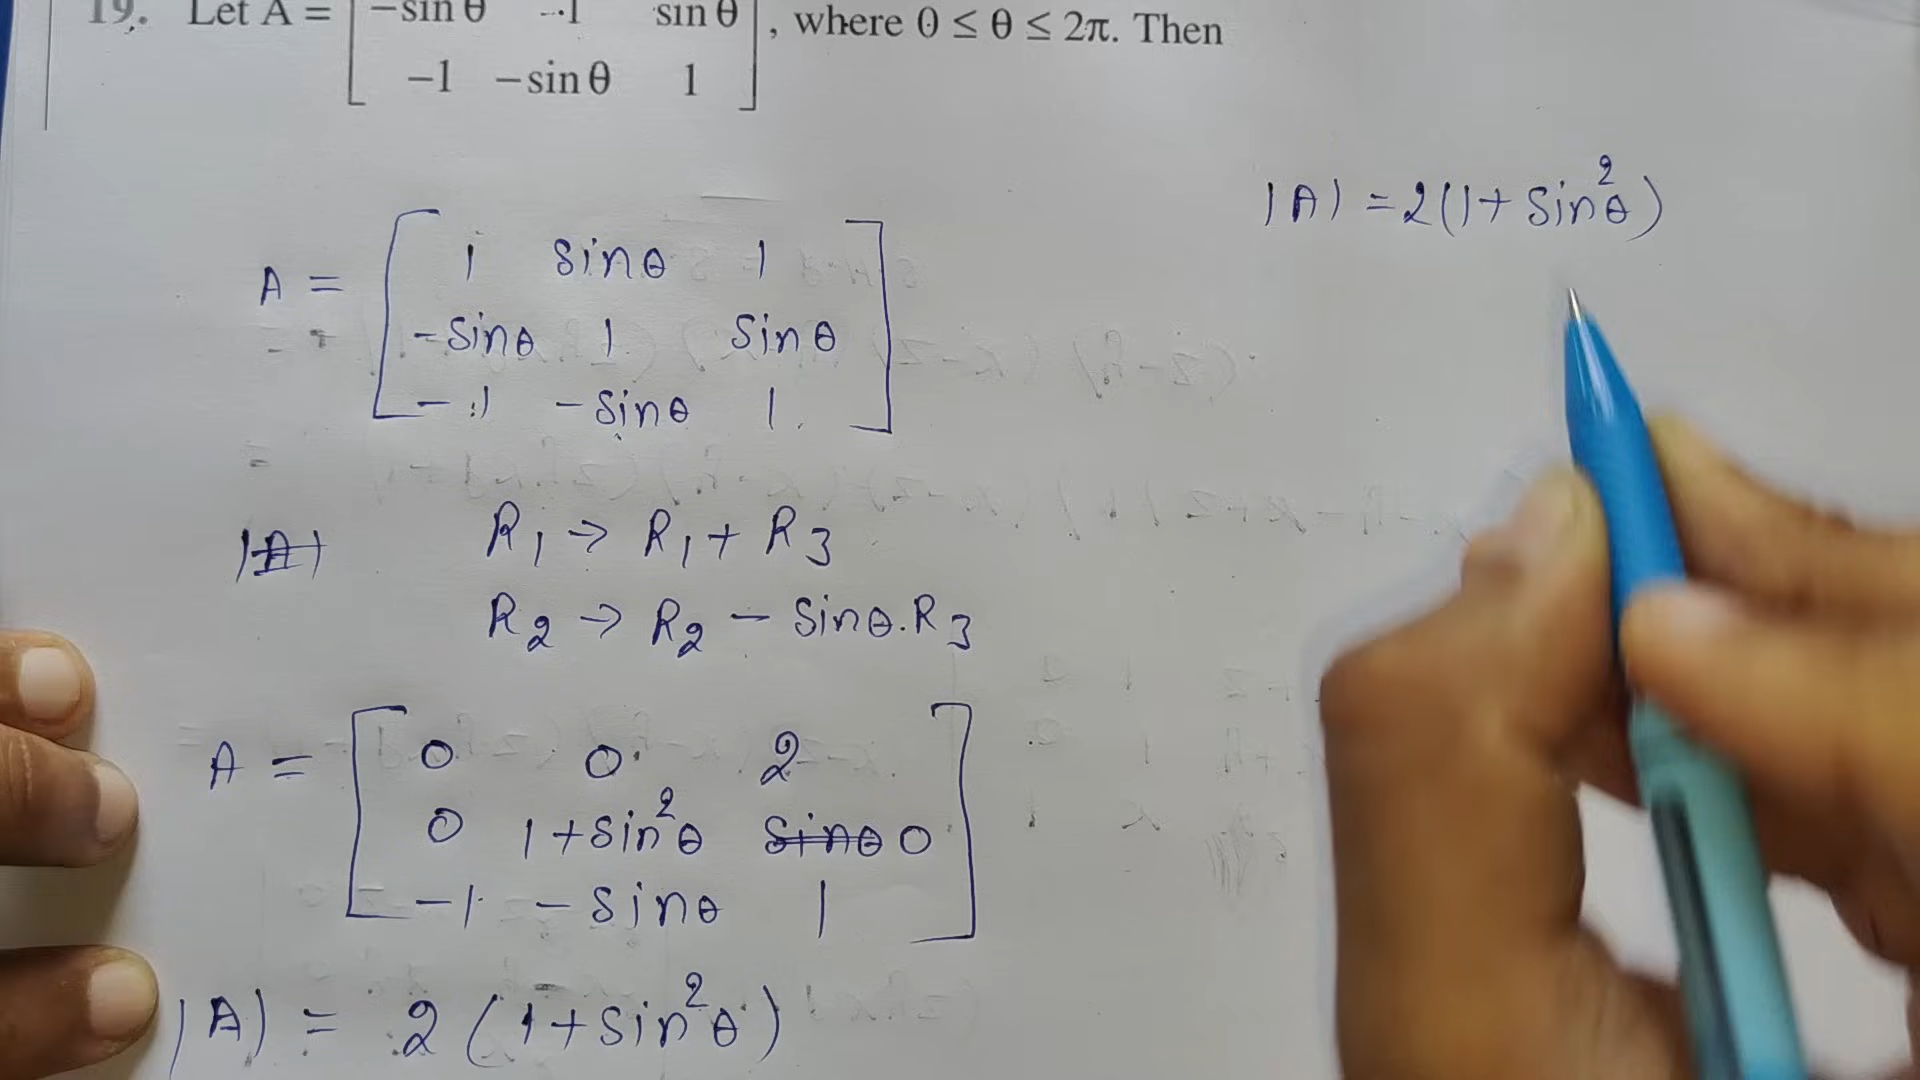 19. Let A = [ −sin θ 1 sin θ ], where 0 ≤ θ ≤ 2π. Then
−1 −sin θ 1
|A| = 2(1+ sin²θ)
A = [ 1 sinθ 1
-sinθ 1 sinθ
-1 -sinθ 1 ]
|A|
R₁ → R₁ + R₃
R₂ → R₂ − sinθ.R₃
A = [ 0 0 2
0 1+sin²θ sinθ 0
-1 -sinθ 1 ]
|A| = 2 (1+sin²θ)